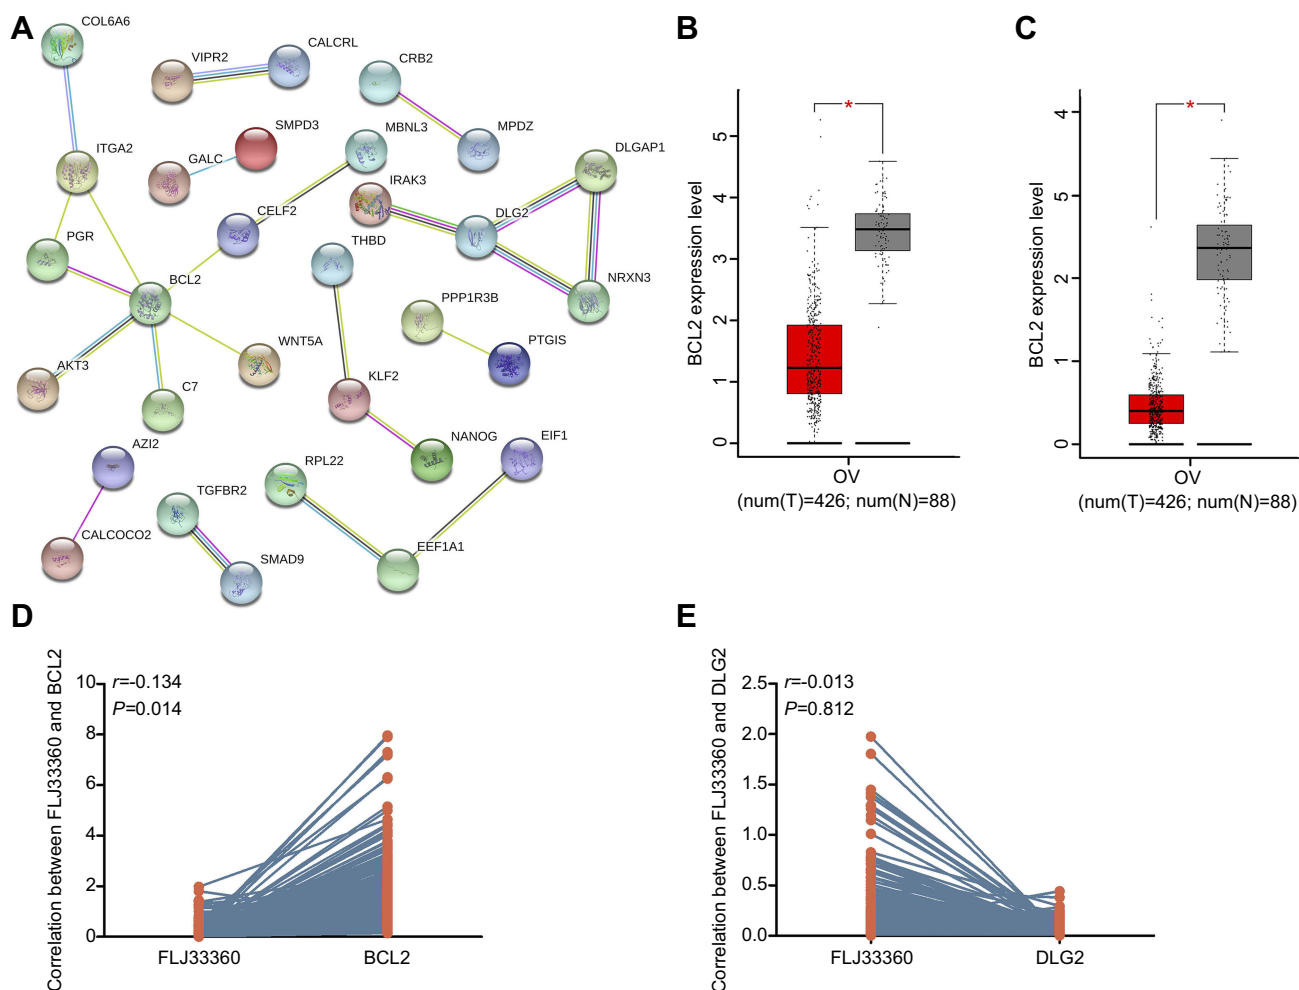 A
COL6A6
VIPR2
CALCRL
CRB2
MPDZ
SMPD3
GALC
MBNL3
ITGA2
IRAK3
DLGAP1
CELF2
DLG2
PGR
THBD
BCL2
NRXN3
PPP1R3B
PTGIS
WNT5A
AKT3
C7
KLF2
NANOG
EIF1
AZI2
RPL22
TGFBR2
CALCOCO2
SMAD9
EEF1A1
B
BCL2 expression level
5
4
3
2
1
0
*
OV
(num(T)=426; num(N)=88)
C
BCL2 expression level
4
5
2
1
0
*
OV
(num(T)=426; num(N)=88)
D
Correlation between FLJ33360 and BCL2
10
8
6
4
2
0
r=-0.134
P=0.014
FLJ33360
BCL2
E
Correlation between FLJ33360 and DLG2
2.5
2.0
1.5
1.0
0.5
0.0
r=-0.013
P=0.812
FLJ33360
DLG2